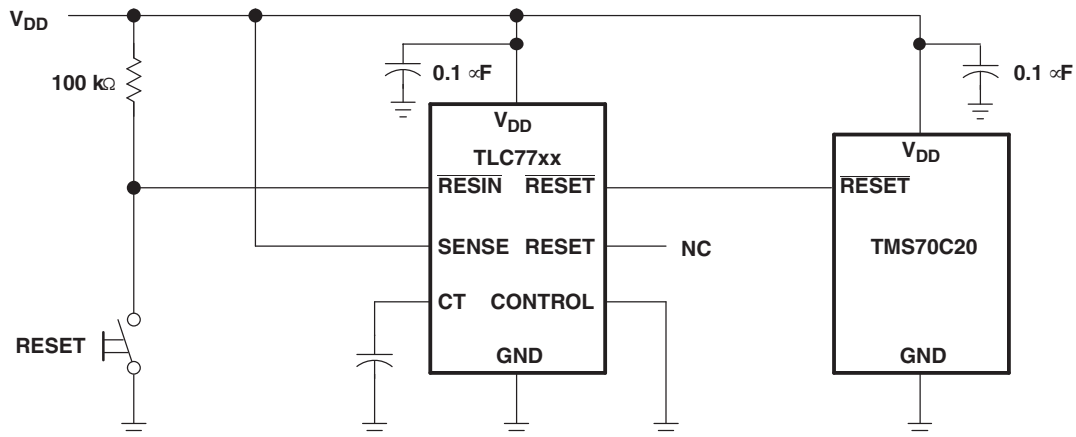 VDD
100 kΩ
0.1 ∝F
0.1 ∝F
VDD
TLC77xx
RESIN RESET
SENSE RESET
CT CONTROL
GND
NC
VDD
RESET
TMS70C20
GND
RESET